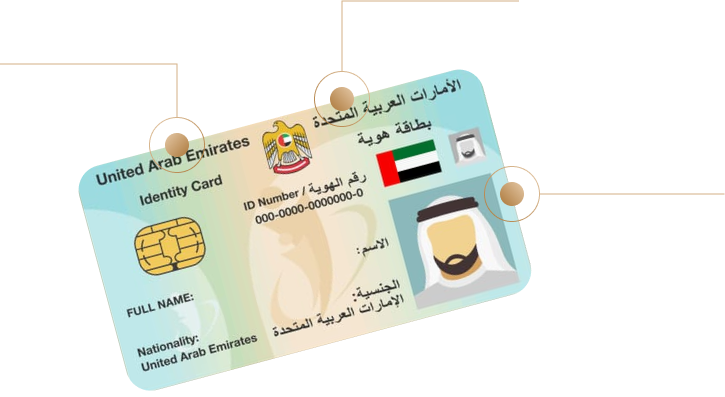 United Arab Emirates
الأمارات العربية المتحدة
Identity Card
بطاقة هوية
ID Number / رقم الهوية
000-0000-0000000-0
الاسم:
FULL NAME:
الجنسية:
الإمارات العربية المتحدة
Nationality:
United Arab Emirates